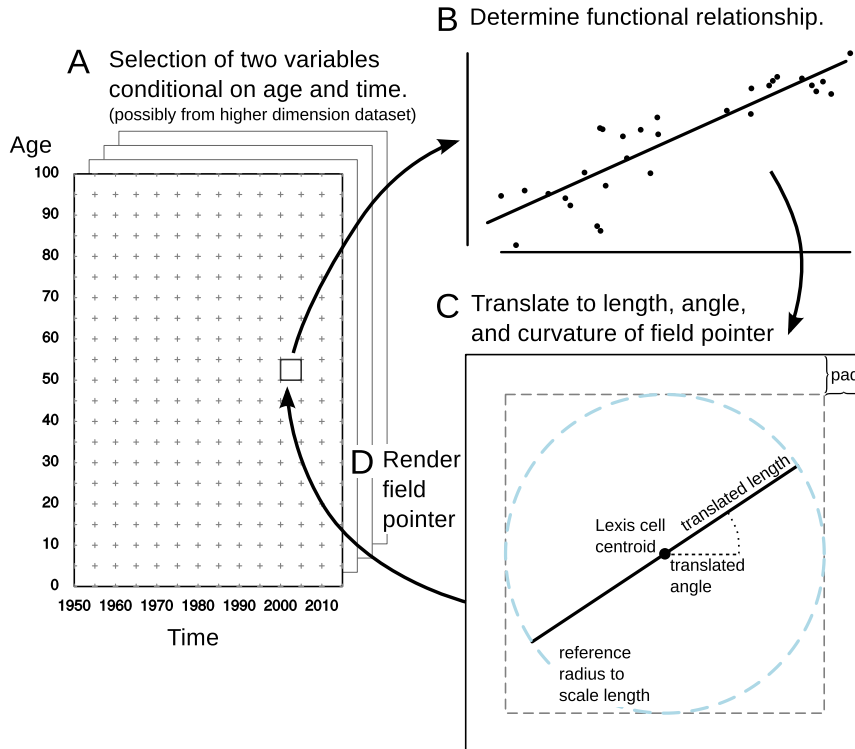 A Selection of two variables
conditional on age and time.
(possibly from higher dimension dataset)
Age
100
90
80
70
60
50
40
30
20
10
0
1950 1960 1970 1980 1990 2000 2010
Time
B Determine functional relationship.
C Translate to length, angle,
and curvature of field pointer
pad
translated length
Lexis cell
centroid
translated
angle
reference
radius to
scale length
D Render
field
pointer